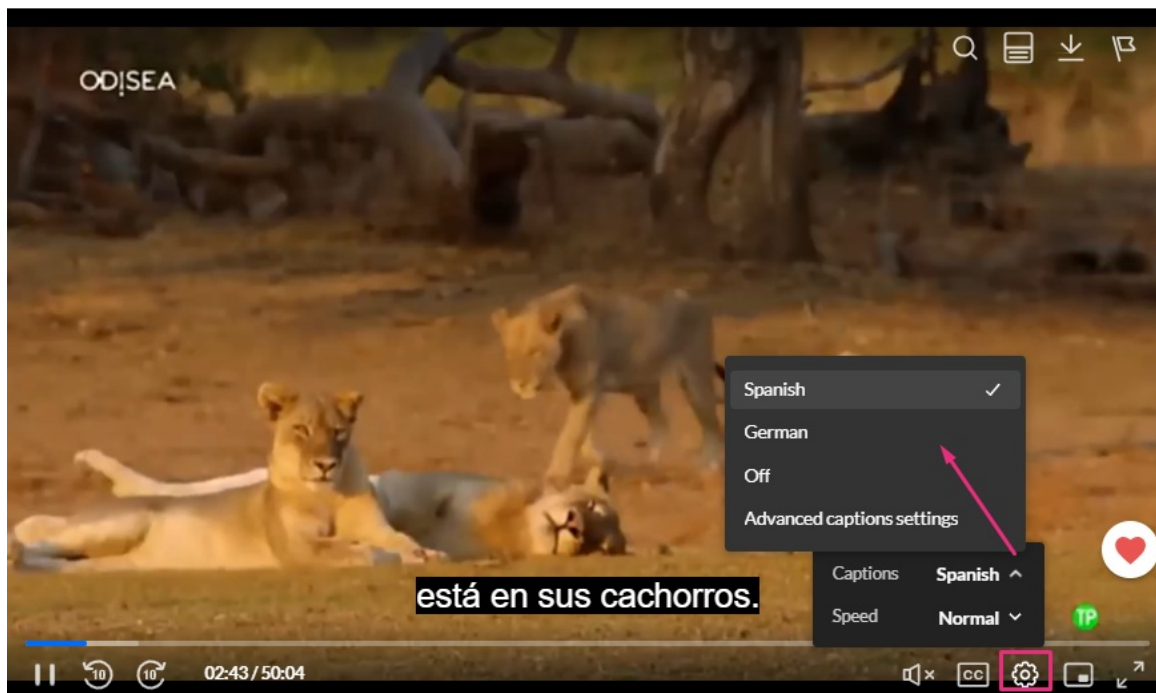 ODISEA
Spanish
German
Off
Advanced captions settings
Captions Spanish
Speed Normal
está en sus cachorros.
TP
10 10 02:43 / 50:04 CC